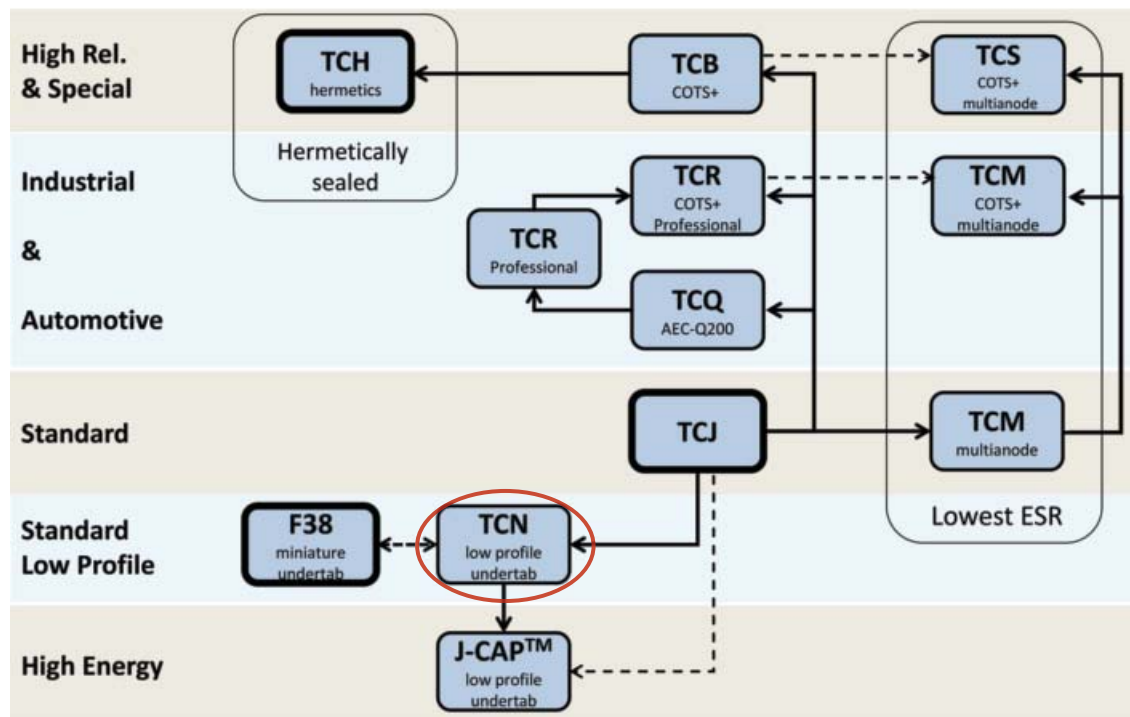 High Rel.
& Special
TCH
hermetics
Hermetically
sealed
TCB
COTS+
TCS
COTS+
multianode
Industrial
&
Automotive
TCR
COTS+
Professional
TCM
COTS+
multianode
TCR
Professional
TCQ
AEC-Q200
Standard
TCJ
TCM
multianode
Lowest ESR
Standard
Low Profile
F38
miniature
undertab
TCN
low profile
undertab
High Energy
J-CAP™
low profile
undertab